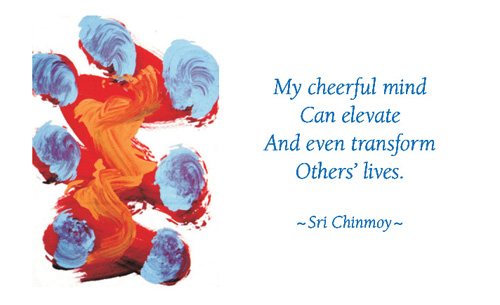 My cheerful mind
Can elevate
And even transform
Others’ lives.
~Sri Chinmoy~